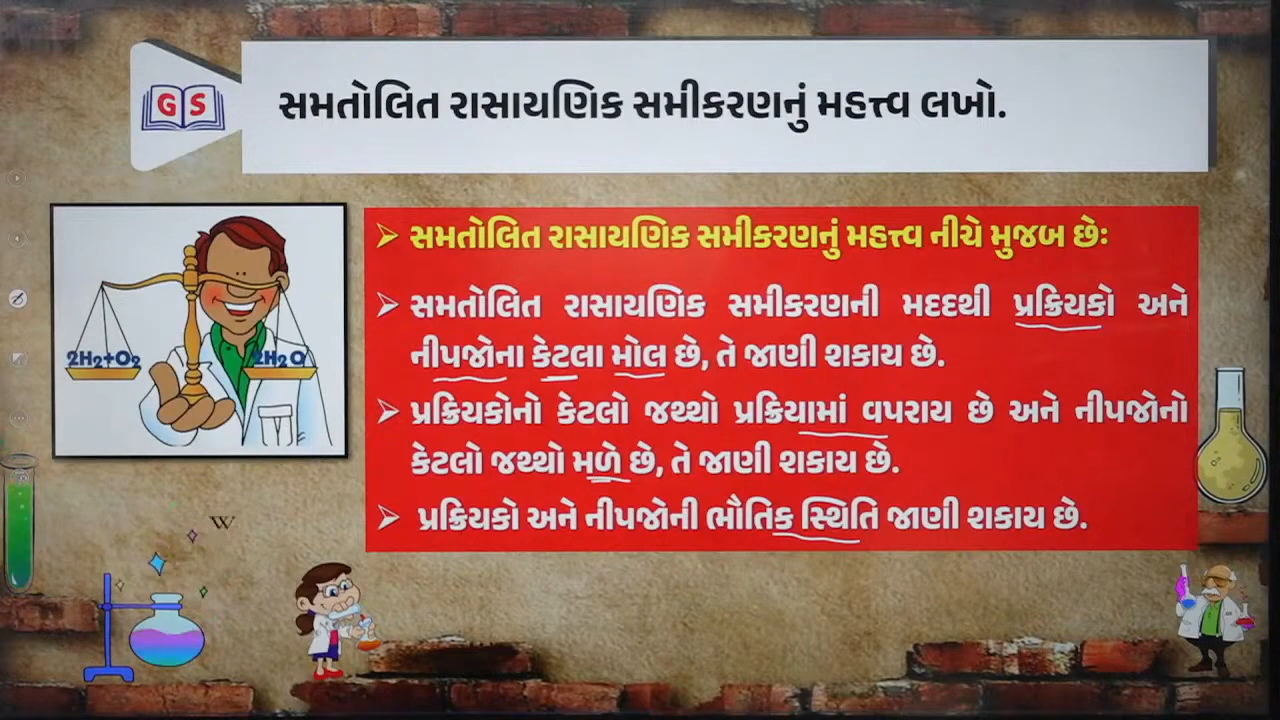 G S
સમતોલિત રાસાયણિક સમીકરણનું મહત્ત્વ લખો.
➢ સમતોલિત રાસાયણિક સમીકરણનું મહત્ત્વ નીચે મુજબ છેઃ
➢ સમતોલિત રાસાયણિક સમીકરણની મદદથી પ્રક્રિયકો અને
નીપજોના કેટલા મોલ છે, તે જાણી શકાય છે.
➢ પ્રક્રિયકોનો કેટલો જથ્થો પ્રક્રિયામાં વપરાય છે અને નીપજોનો
કેટલો જથ્થો મળે છે, તે જાણી શકાય છે.
➢ પ્રક્રિયકો અને નીપજોની ભૌતિક સ્થિતિ જાણી શકાય છે.
2H₂+O₂
2H₂O
W